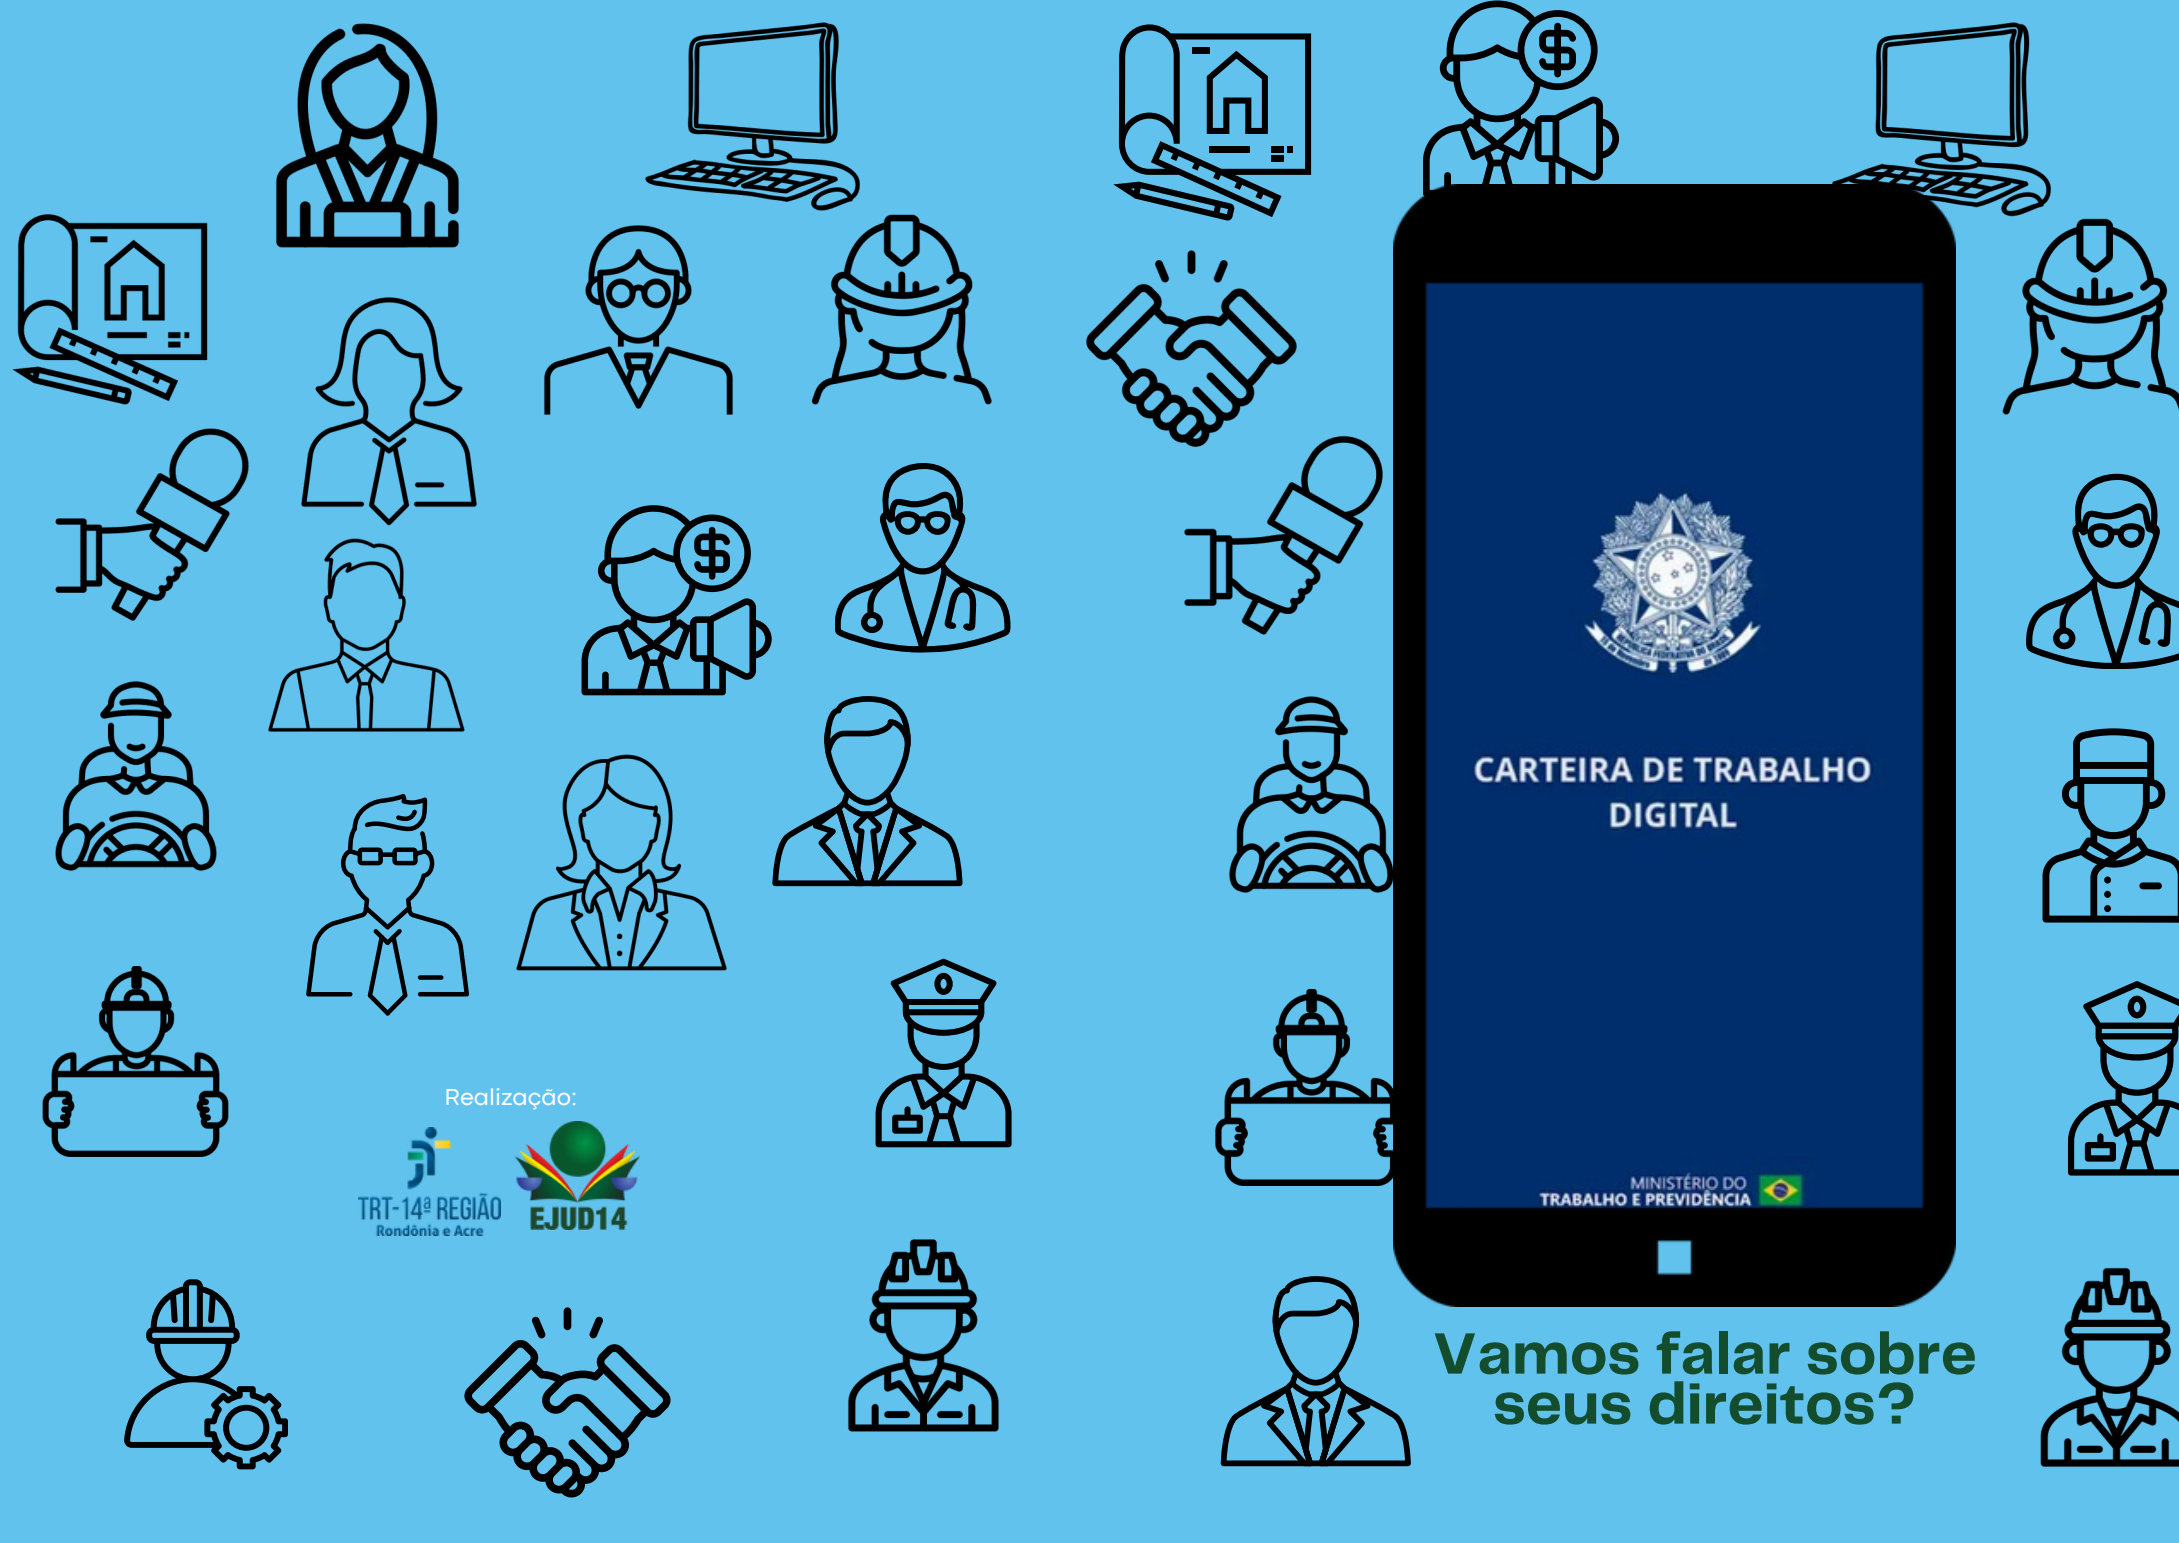 Realização:
TRT-14ª REGIÃO
Rondônia e Acre
EJUD14
CARTEIRA DE TRABALHO
DIGITAL
MINISTÉRIO DO
TRABALHO E PREVIDÊNCIA
Vamos falar sobre
seus direitos?